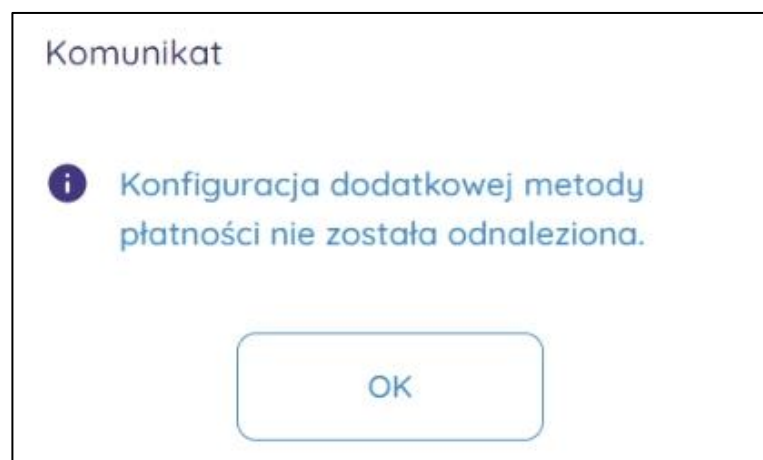 Komunikat
Konfiguracja dodatkowej metody
płatności nie została odnaleziona.
OK